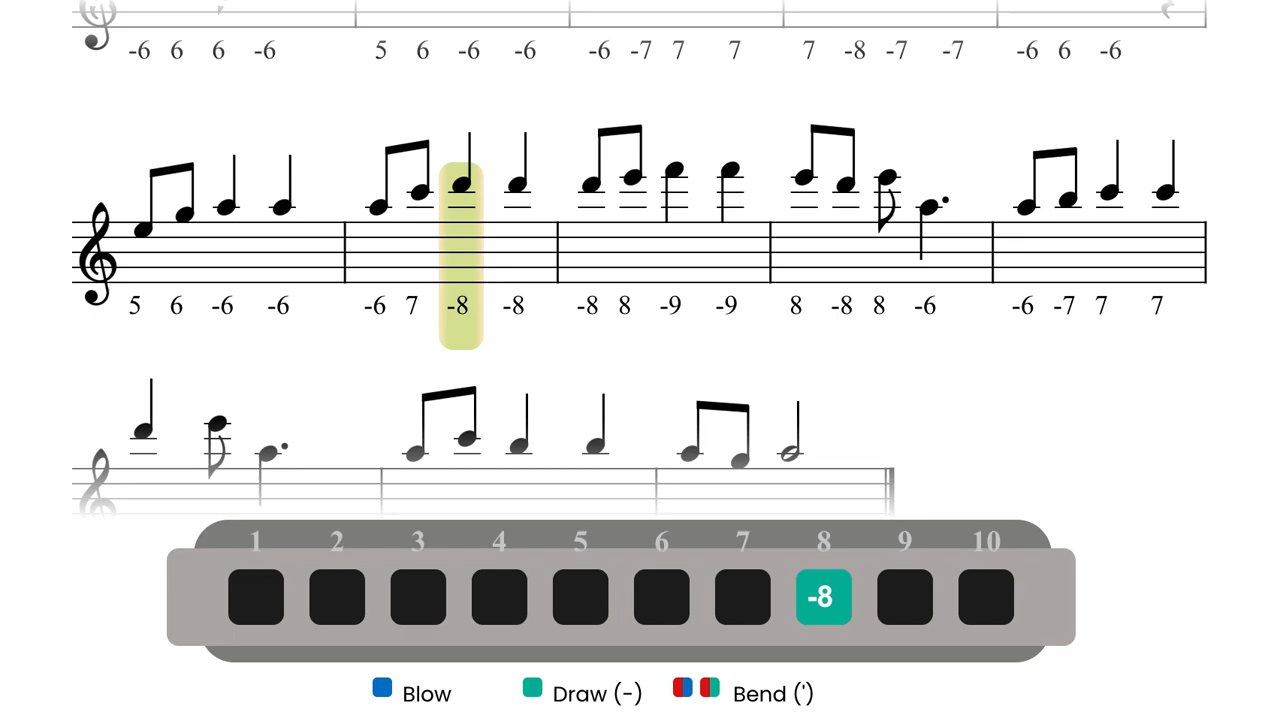 -6 6 6 -6 5 6 -6 -6 -6 -7 7 7 7 -8 -7 -7 -6 6 -6
5 6 -6 -6 -6 7 -8 -8 -8 8 -9 -9 8 -8 8 -6 -6 -7 7 7
1 2 3 4 5 6 7 8 9 10
-8
Blow Draw (-) Bend (')